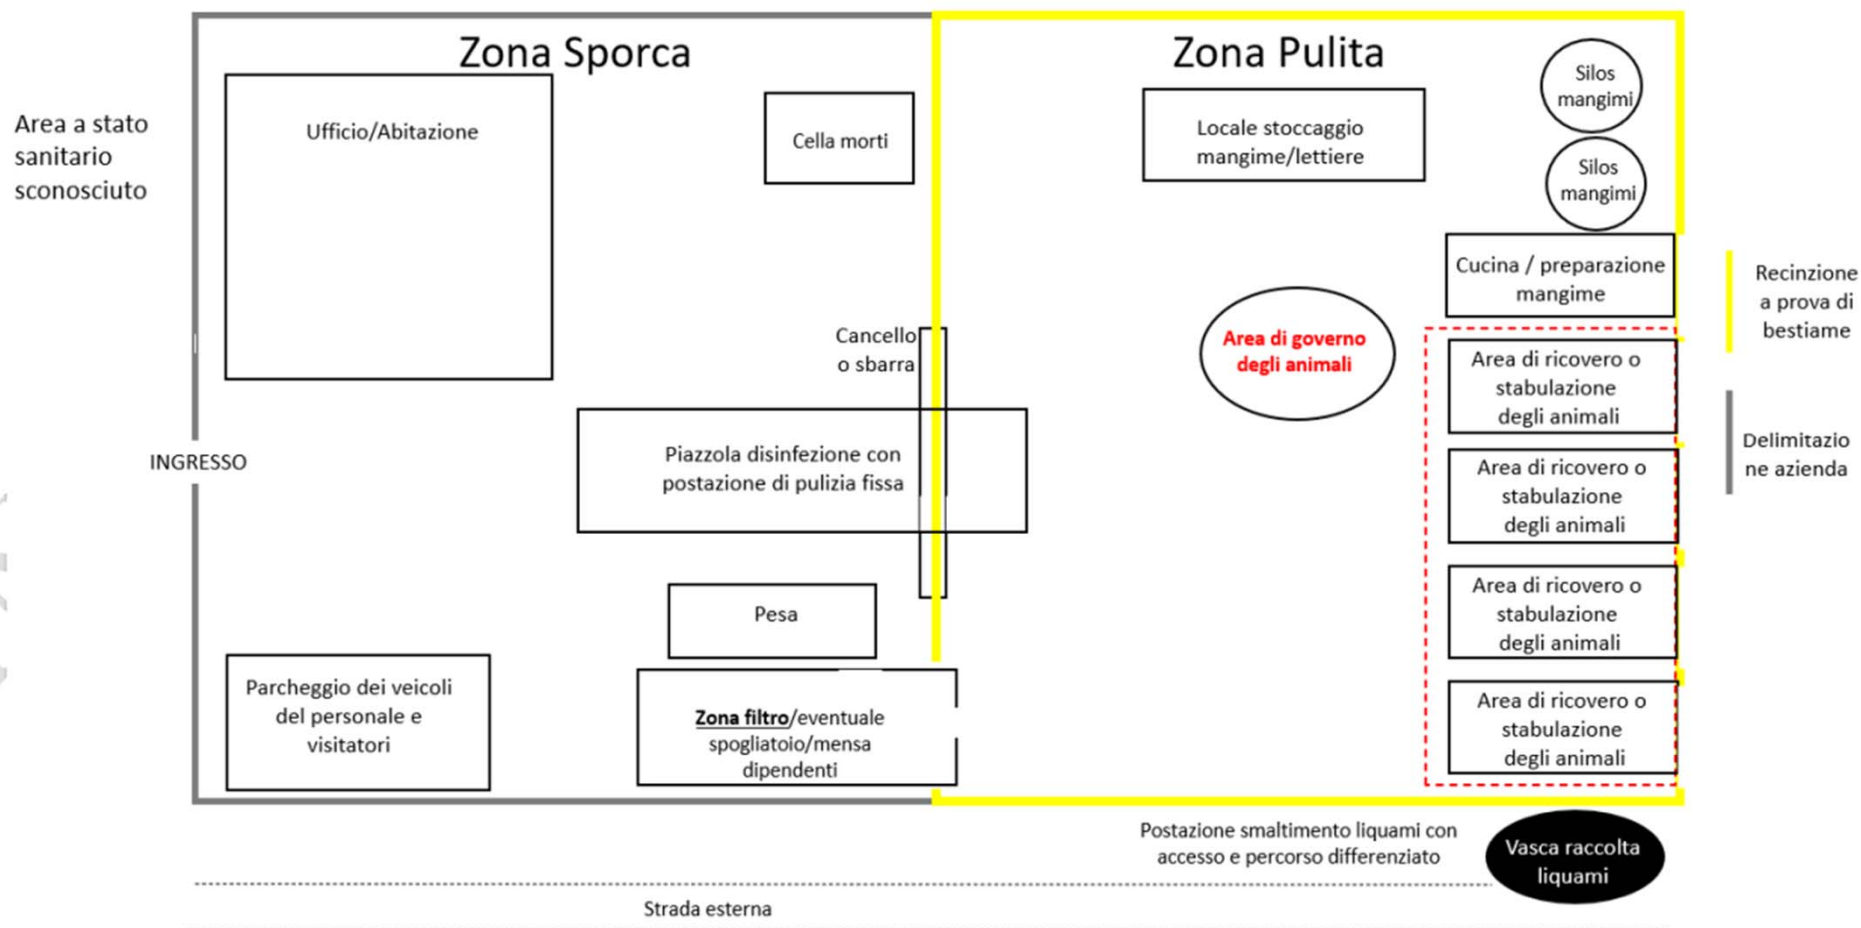 Zona Sporca
Zona Pulita
Area a stato
sanitario
sconosciuto
Ufficio/Abitazione
Cella morti
Locale stoccaggio
mangime/lettiere
Silos
mangimi
Silos
mangimi
Cucina / preparazione
mangime
Recinzione
a prova di
bestiame
Cancello
o sbarra
Area di governo
degli animali
Area di ricovero o
stabulazione
degli animali
Delimitazio
ne azienda
INGRESSO
Piazzola disinfezione con
postazione di pulizia fissa
Area di ricovero o
stabulazione
degli animali
Pesa
Area di ricovero o
stabulazione
degli animali
Parcheggio dei veicoli
del personale e
visitatori
Zona filtro/eventuale
spogliatoio/mensa
dipendenti
Area di ricovero o
stabulazione
degli animali
Postazione smaltimento liquami con
accesso e percorso differenziato
Vasca raccolta
liquami
Strada esterna